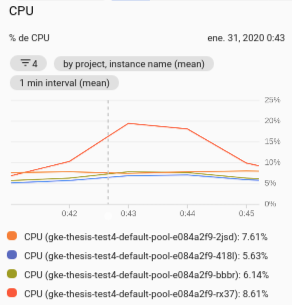 CPU
% de CPU
ene. 31, 2020 0:43
4
by project, instance name (mean)
1 min interval (mean)
25%
20%
15%
10%
5%
0%
0:42
0:43
0:44
0:45
CPU (gke-thesis-test4-default-pool-e084a2f9-2jsd): 7.61%
CPU (gke-thesis-test4-default-pool-e084a2f9-418l): 5.63%
CPU (gke-thesis-test4-default-pool-e084a2f9-bbbr): 6.14%
CPU (gke-thesis-test4-default-pool-e084a2f9-rx37): 8.61%